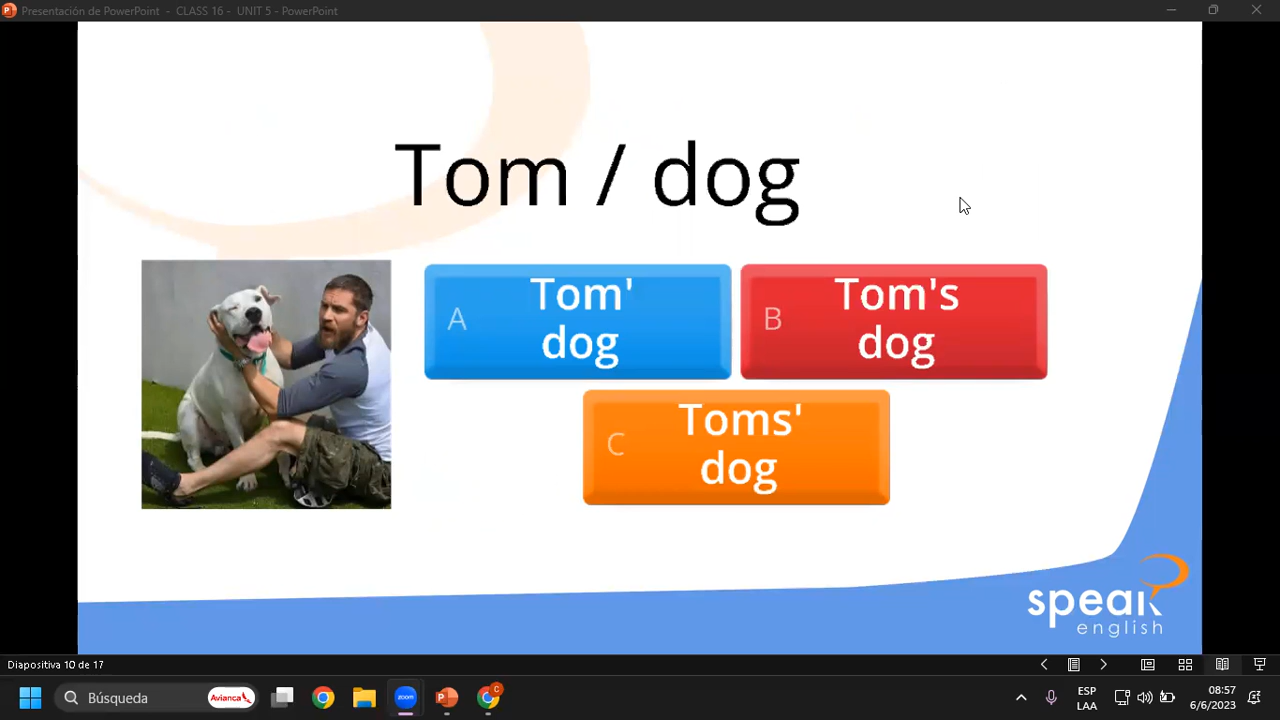 Presentación de PowerPoint - CLASS 16 - UNIT 5 - PowerPoint
Tom / dog
A
Tom'
dog
B
Tom's
dog
C
Toms'
dog
speak
english
Diapositiva 10 de 17
Búsqueda
Avianca
C
ESP
LAA
08:57
6/6/2023